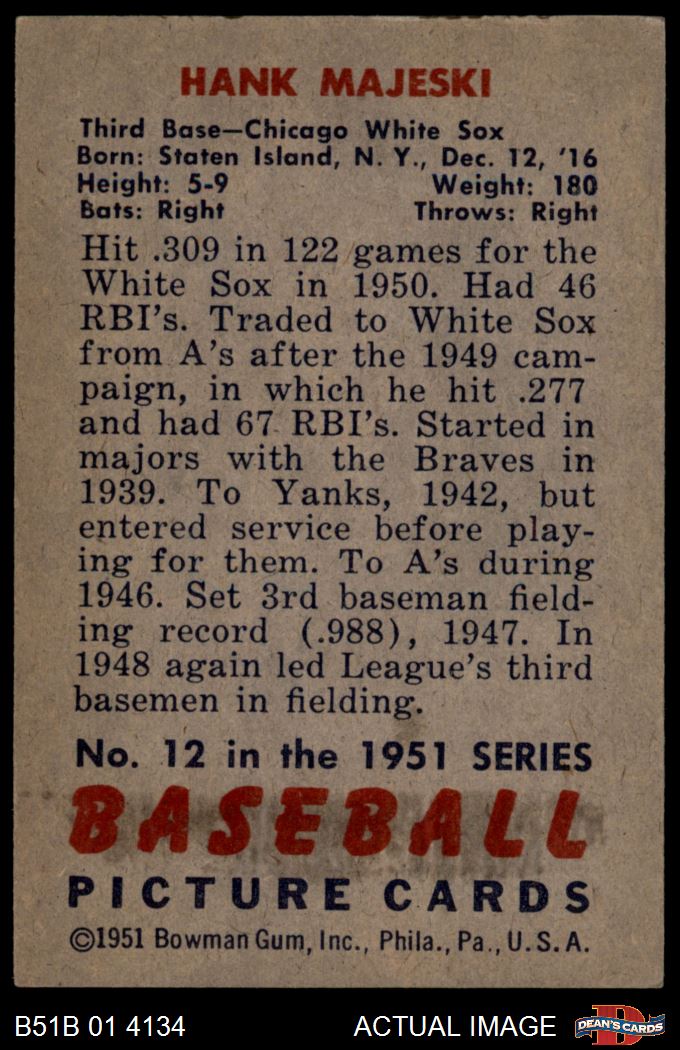 HANK MAJESKI
Third Base—Chicago White Sox
Born: Staten Island, N. Y., Dec. 12, '16
Height: 5-9 Weight: 180
Bats: Right Throws: Right
Hit .309 in 122 games for the
White Sox in 1950. Had 46
RBI's. Traded to White Sox
from A's after the 1949 cam-
paign, in which he hit .277
and had 67 RBI's. Started in
majors with the Braves in
1939. To Yanks, 1942, but
entered service before play-
ing for them. To A's during
1946. Set 3rd baseman field-
ing record (.988), 1947. In
1948 again led League's third
basemen in fielding.
No. 12 in the 1951 SERIES
BASEBALL
PICTURE CARDS
©1951 Bowman Gum, Inc., Phila., Pa., U.S.A.
B51B 01 4134 ACTUAL IMAGE DEAN'S CARDS